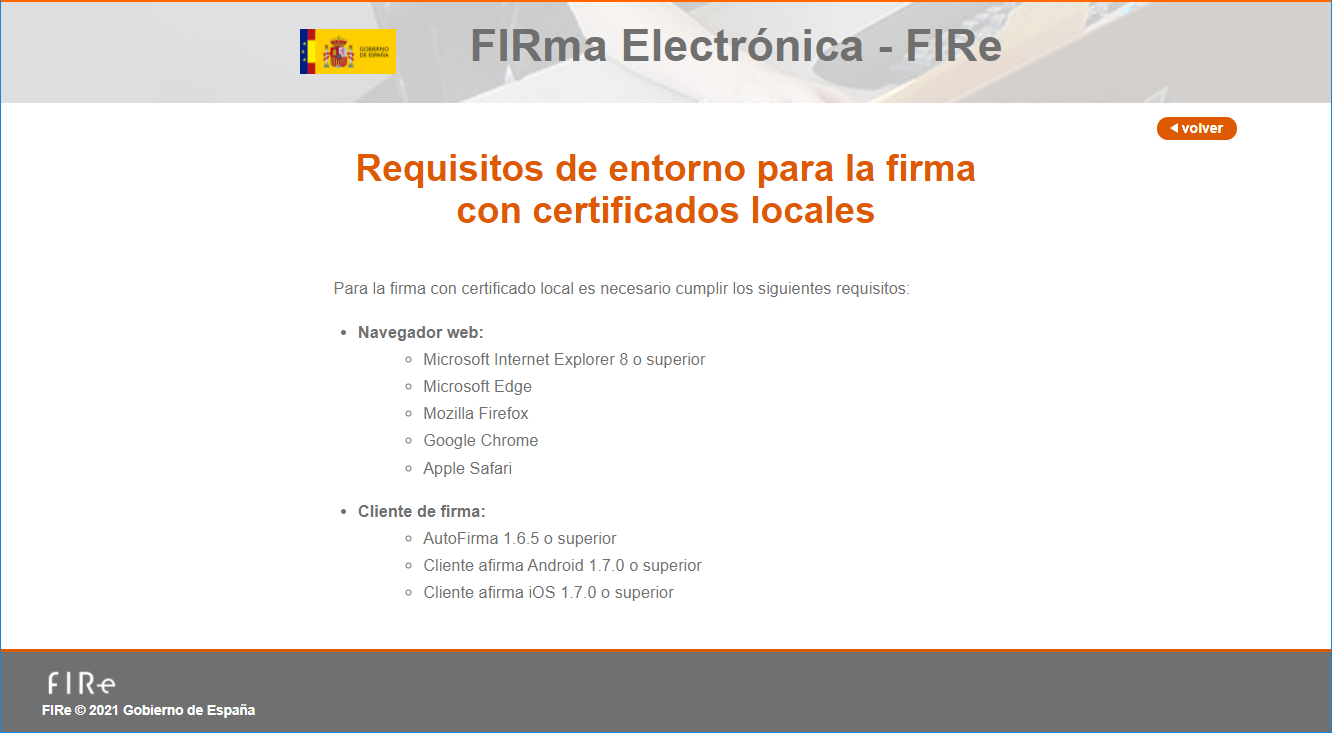 GOBIERNO
DE ESPAÑA
FIRma Electrónica - FIRe
volver
Requisitos de entorno para la firma
con certificados locales
Para la firma con certificado local es necesario cumplir los siguientes requisitos:
Navegador web:
Microsoft Internet Explorer 8 o superior
Microsoft Edge
Mozilla Firefox
Google Chrome
Apple Safari
Cliente de firma:
AutoFirma 1.6.5 o superior
Cliente afirma Android 1.7.0 o superior
Cliente afirma iOS 1.7.0 o superior
FIRe
FIRe © 2021 Gobierno de España